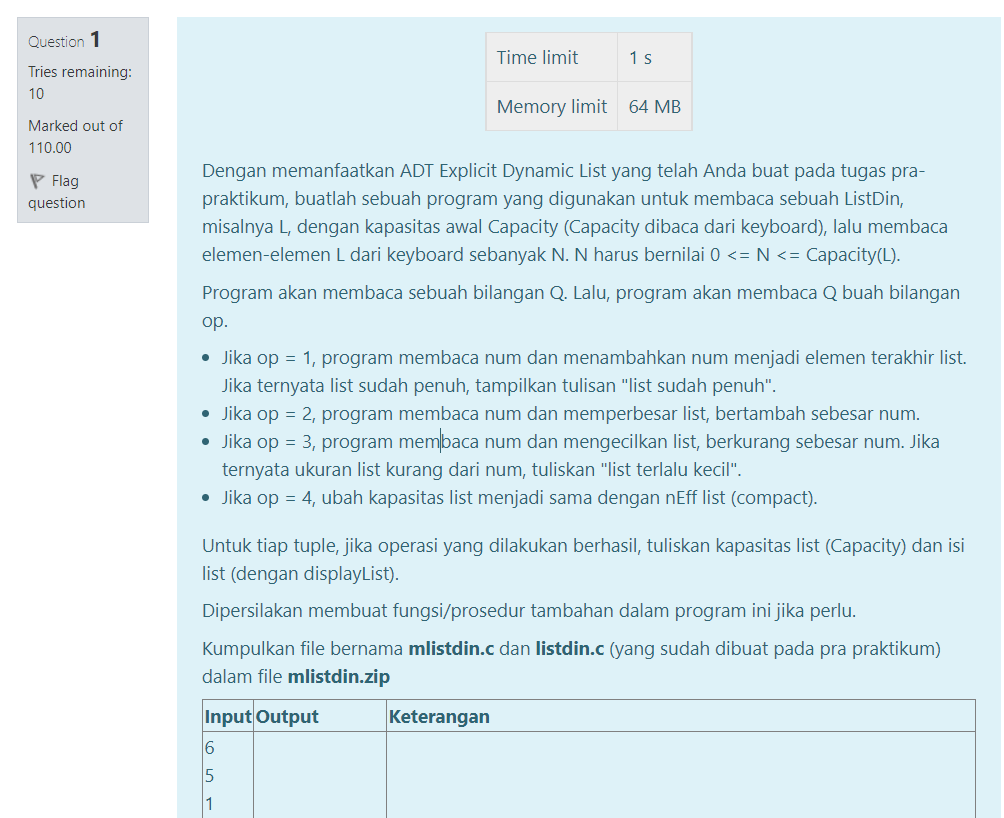 Question 1
Tries remaining:
10
Marked out of
110.00
Flag
question
Time limit 1 s
Memory limit 64 MB
Dengan memanfaatkan ADT Explicit Dynamic List yang telah Anda buat pada tugas pra-
praktikum, buatlah sebuah program yang digunakan untuk membaca sebuah ListDin,
misalnya L, dengan kapasitas awal Capacity (Capacity dibaca dari keyboard), lalu membaca
elemen-elemen L dari keyboard sebanyak N. N harus bernilai 0 <= N <= Capacity(L).
Program akan membaca sebuah bilangan Q. Lalu, program akan membaca Q buah bilangan
op.
• Jika op = 1, program membaca num dan menambahkan num menjadi elemen terakhir list.
Jika ternyata list sudah penuh, tampilkan tulisan "list sudah penuh".
• Jika op = 2, program membaca num dan memperbesar list, bertambah sebesar num.
• Jika op = 3, program membaca num dan mengecilkan list, berkurang sebesar num. Jika
ternyata ukuran list kurang dari num, tuliskan "list terlalu kecil".
• Jika op = 4, ubah kapasitas list menjadi sama dengan nEff list (compact).
Untuk tiap tuple, jika operasi yang dilakukan berhasil, tuliskan kapasitas list (Capacity) dan isi
list (dengan displayList).
Dipersilakan membuat fungsi/prosedur tambahan dalam program ini jika perlu.
Kumpulkan file bernama mlistdin.c dan listdin.c (yang sudah dibuat pada pra praktikum)
dalam file mlistdin.zip
Input Output Keterangan
6
5
1